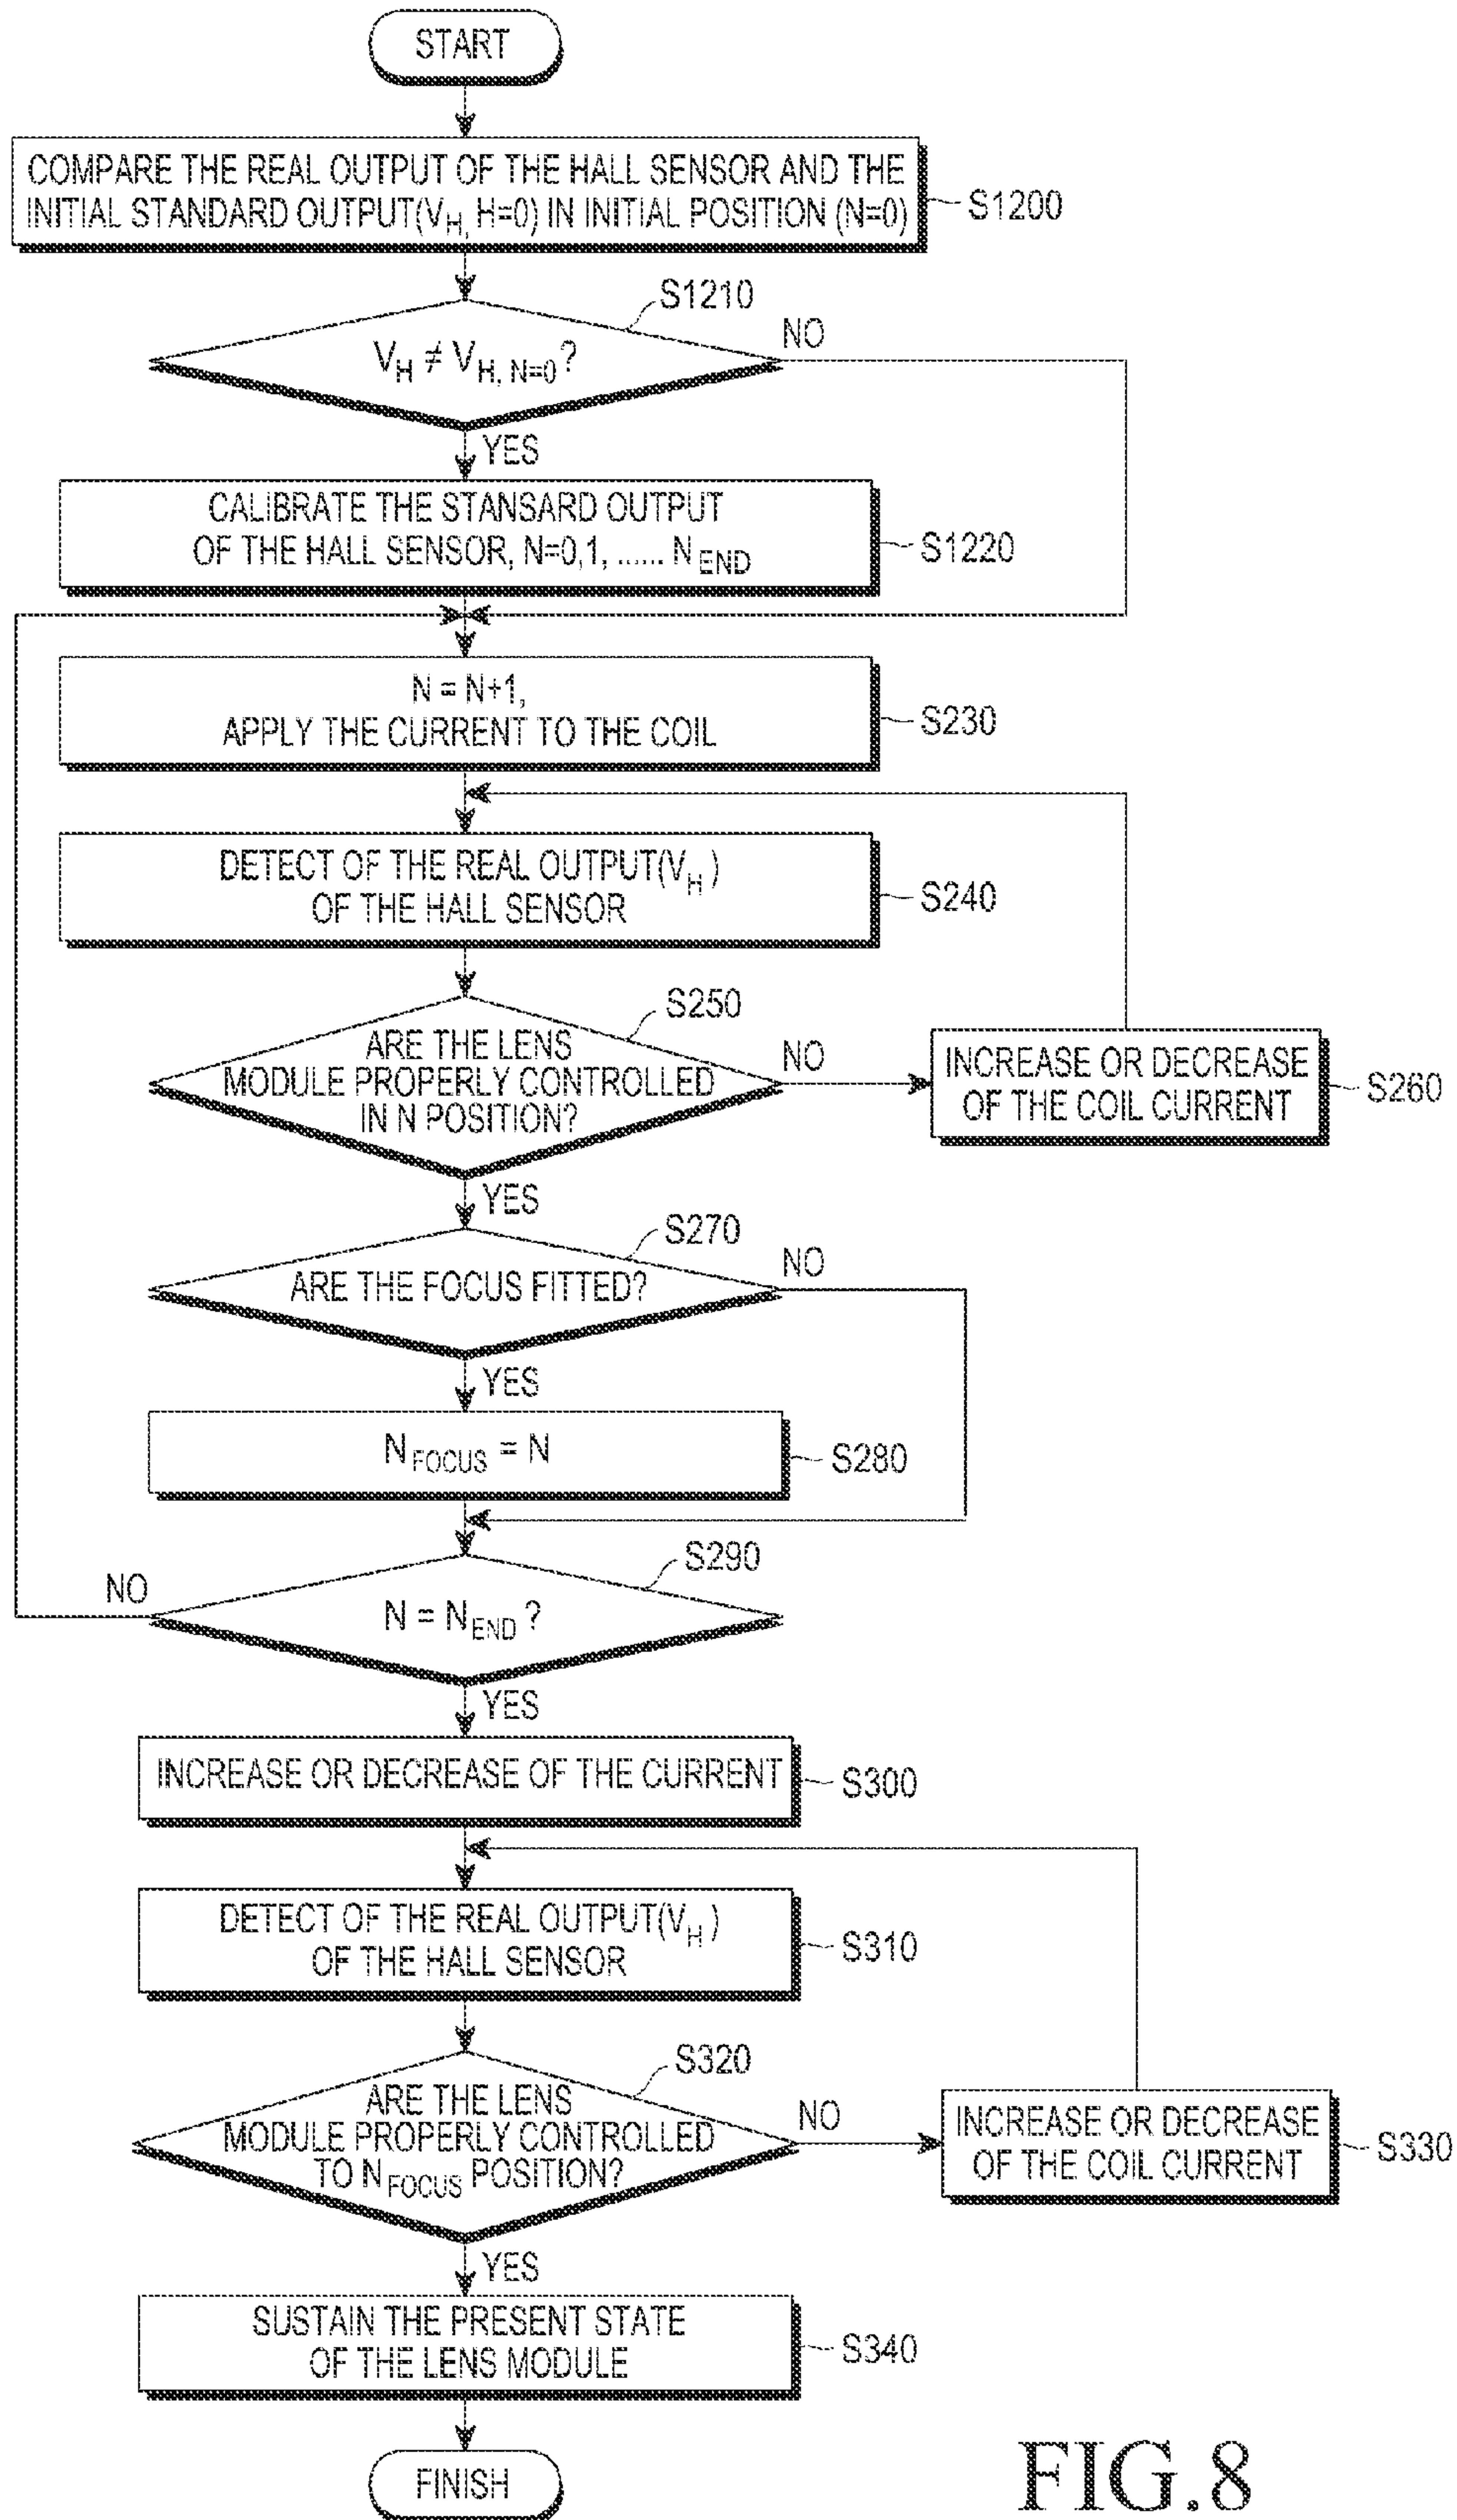 START
COMPARE THE REAL OUTPUT OF THE HALL SENSOR AND THE
INITIAL STANDARD OUTPUT(VH, H=0) IN INITIAL POSITION (N=0)
S1200
S1210
VH ≠ VH, N=0?
NO
YES
CALIBRATE THE STANSARD OUTPUT
OF THE HALL SENSOR, N=0,1, ...... NEND
S1220
N = N+1,
APPLY THE CURRENT TO THE COIL
S230
DETECT OF THE REAL OUTPUT(VH)
OF THE HALL SENSOR
S240
S250
ARE THE LENS
MODULE PROPERLY CONTROLLED
IN N POSITION?
NO
INCREASE OR DECREASE
OF THE COIL CURRENT
S260
YES
S270
ARE THE FOCUS FITTED?
NO
YES
NFOCUS = N
S280
S290
NO
N = NEND?
YES
INCREASE OR DECREASE OF THE CURRENT
S300
DETECT OF THE REAL OUTPUT(VH)
OF THE HALL SENSOR
S310
S320
ARE THE LENS
MODULE PROPERLY CONTROLLED
TO NFOCUS POSITION?
NO
INCREASE OR DECREASE
OF THE COIL CURRENT
S330
YES
SUSTAIN THE PRESENT STATE
OF THE LENS MODULE
S340
FINISH
FIG.8